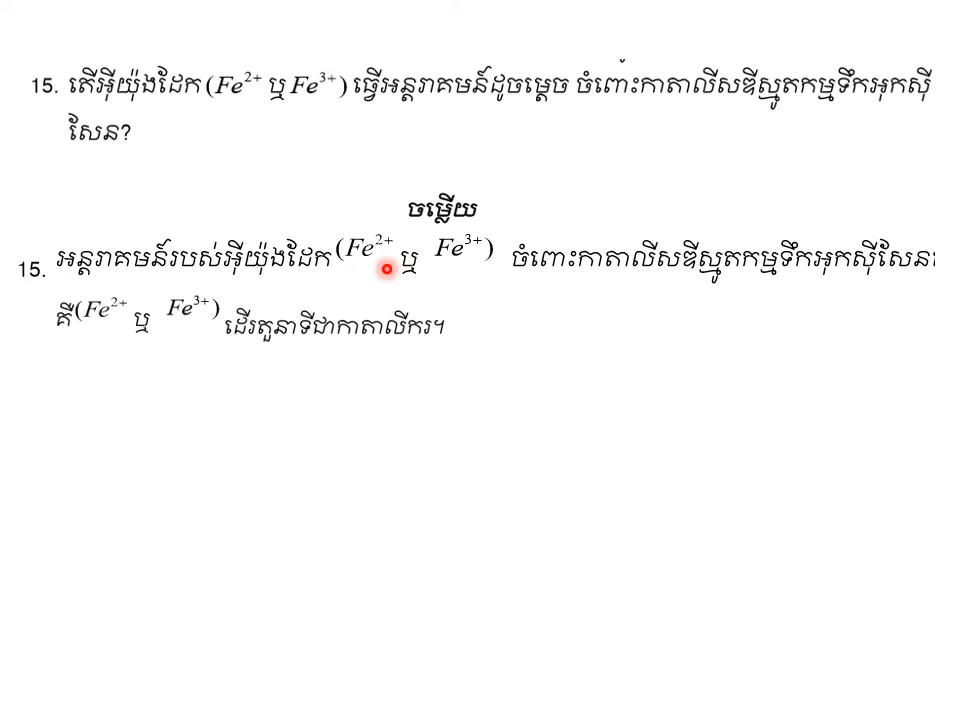 15. តើអ៊ីយ៉ុងដែក (Fe²⁺ ឬ Fe³⁺) ធ្វើអន្តរាគមន៍ដូចម្ដេច ចំពោះកាតាលីសឌីស្មូតកម្មទឹកអុកស៊ី
សែន?
ចម្លើយ
15. អន្តរាគមន៍របស់អ៊ីយ៉ុងដែក (Fe²⁺ ឬ Fe³⁺) ចំពោះកាតាលីសឌីស្មូតកម្មទឹកអុកស៊ីសែន
គឺ (Fe²⁺ ឬ Fe³⁺) ដើរតួនាទីជាកាតាលីករ។